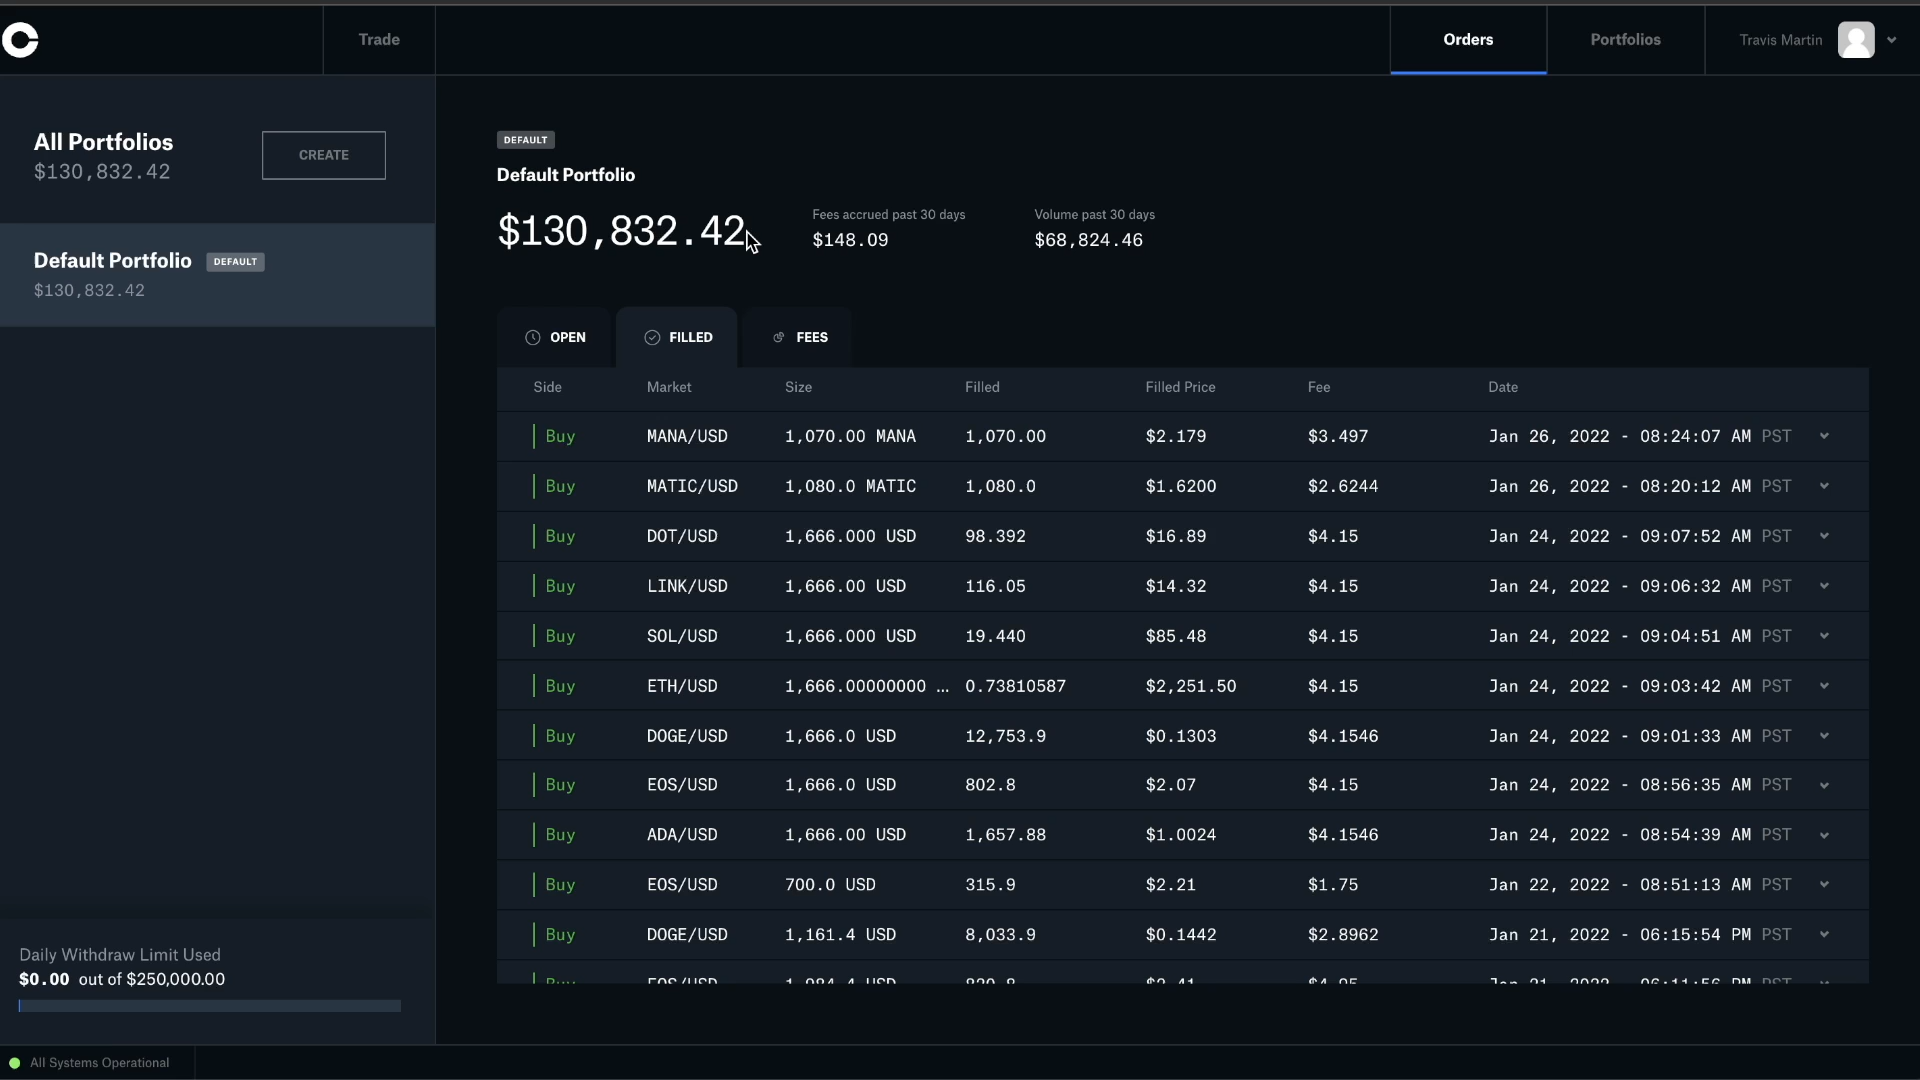 Trade
Orders
Portfolios
Travis Martin
All Portfolios
$130,832.42
CREATE
Default Portfolio DEFAULT
$130,832.42
DEFAULT
Default Portfolio
$130,832.42
Fees accrued past 30 days
$148.09
Volume past 30 days
$68,824.46
OPEN FILLED FEES
Side Market Size Filled Filled Price Fee Date
Buy MANA/USD 1,070.00 MANA 1,070.00 $2.179 $3.497 Jan 26, 2022 - 08:24:07 AM PST
Buy MATIC/USD 1,080.0 MATIC 1,080.0 $1.6200 $2.6244 Jan 26, 2022 - 08:20:12 AM PST
Buy DOT/USD 1,666.000 USD 98.392 $16.89 $4.15 Jan 24, 2022 - 09:07:52 AM PST
Buy LINK/USD 1,666.00 USD 116.05 $14.32 $4.15 Jan 24, 2022 - 09:06:32 AM PST
Buy SOL/USD 1,666.000 USD 19.440 $85.48 $4.15 Jan 24, 2022 - 09:04:51 AM PST
Buy ETH/USD 1,666.00000000 ... 0.73810587 $2,251.50 $4.15 Jan 24, 2022 - 09:03:42 AM PST
Buy DOGE/USD 1,666.0 USD 12,753.9 $0.1303 $4.1546 Jan 24, 2022 - 09:01:33 AM PST
Buy EOS/USD 1,666.0 USD 802.8 $2.07 $4.15 Jan 24, 2022 - 08:56:35 AM PST
Buy ADA/USD 1,666.00 USD 1,657.88 $1.0024 $4.1546 Jan 24, 2022 - 08:54:39 AM PST
Buy EOS/USD 700.0 USD 315.9 $2.21 $1.75 Jan 22, 2022 - 08:51:13 AM PST
Buy DOGE/USD 1,161.4 USD 8,033.9 $0.1442 $2.8962 Jan 21, 2022 - 06:15:54 PM PST
Buy EOS/USD
Daily Withdraw Limit Used
$0.00 out of $250,000.00
All Systems Operational